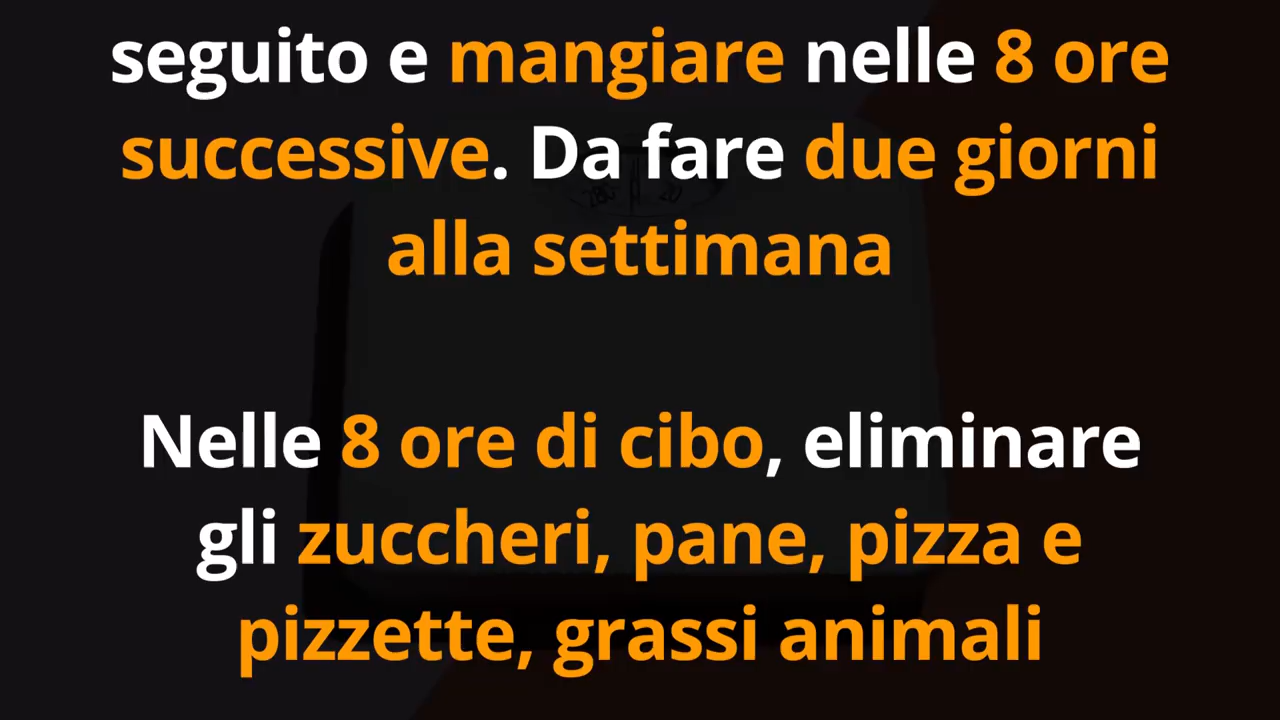 seguito e mangiare nelle 8 ore
successive. Da fare due giorni
alla settimana
Nelle 8 ore di cibo, eliminare
gli zuccheri, pane, pizza e
pizzette, grassi animali